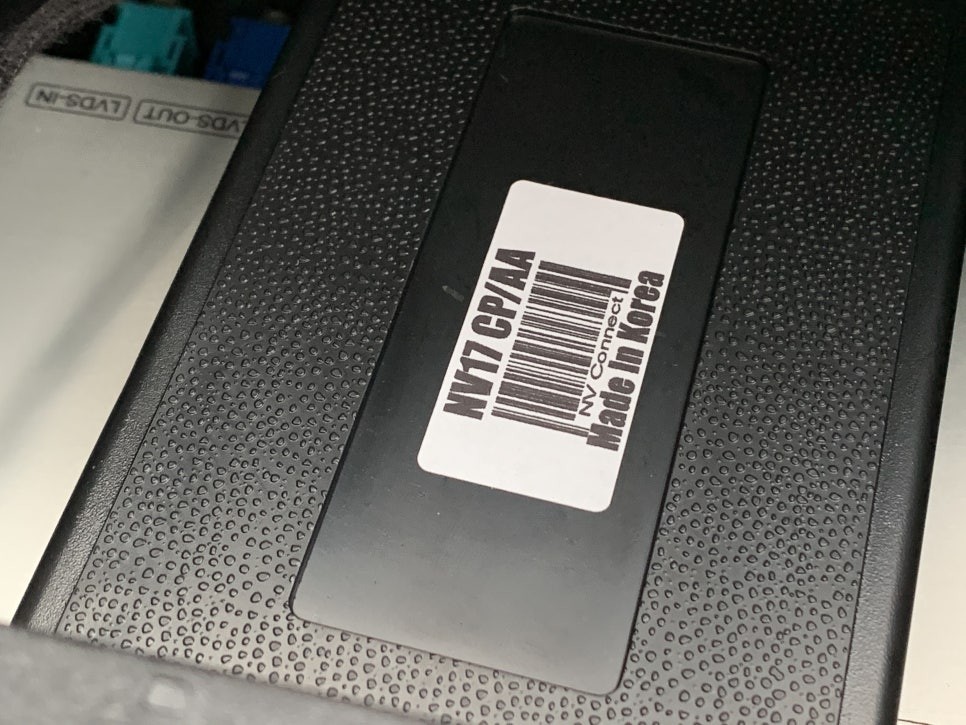 LVDS-IN
LVDS-OUT
NV17 CP/AA
NV Connect
Made in Korea